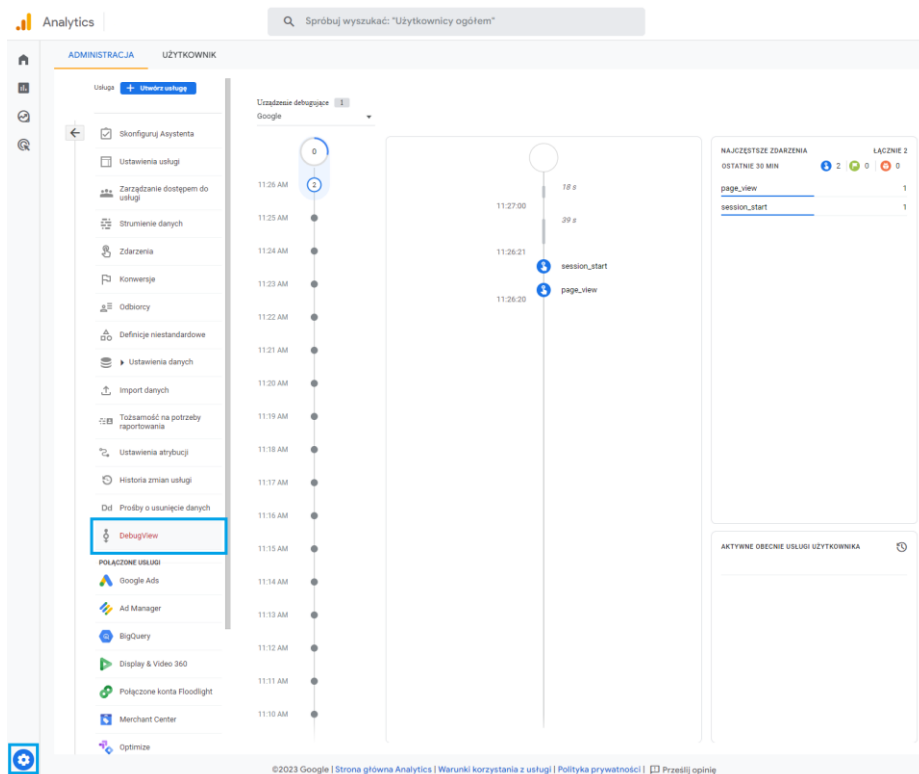 Analytics
Spróbuj wyszukać: "Użytkownicy ogółem"
ADMINISTRACJA UŻYTKOWNIK
Usługa + Utwórz usługę
Skonfiguruj Asystenta
Ustawienia usługi
Zarządzanie dostępem do
usługi
Strumienie danych
Zdarzenia
Konwersje
Odbiorcy
Definicje niestandardowe
Ustawienia danych
Import danych
Tożsamość na potrzeby
raportowania
Ustawienia atrybucji
Historia zmian usługi
Dd Prośby o usunięcie danych
DebugView
POŁĄCZONE USŁUGI
Google Ads
Ad Manager
BigQuery
Display & Video 360
Połączone konta Floodlight
Merchant Center
Optimize
Urządzenie debugujące 1
Google
0
11:26 AM 2
11:25 AM
11:24 AM
11:23 AM
11:22 AM
11:21 AM
11:20 AM
11:19 AM
11:18 AM
11:17 AM
11:16 AM
11:15 AM
11:14 AM
11:13 AM
11:12 AM
11:11 AM
11:10 AM
18 s
11:27:00
39 s
11:26:21
session_start
page_view
11:26:20
NAJCZĘSTSZE ZDARZENIA ŁĄCZNIE 2
OSTATNIE 30 MIN 2 0 0
page_view 1
session_start 1
AKTYWNE OBECNIE USŁUGI UŻYTKOWNIKA
©2023 Google | Strona główna Analytics | Warunki korzystania z usługi | Polityka prywatności | Prześlij opinię